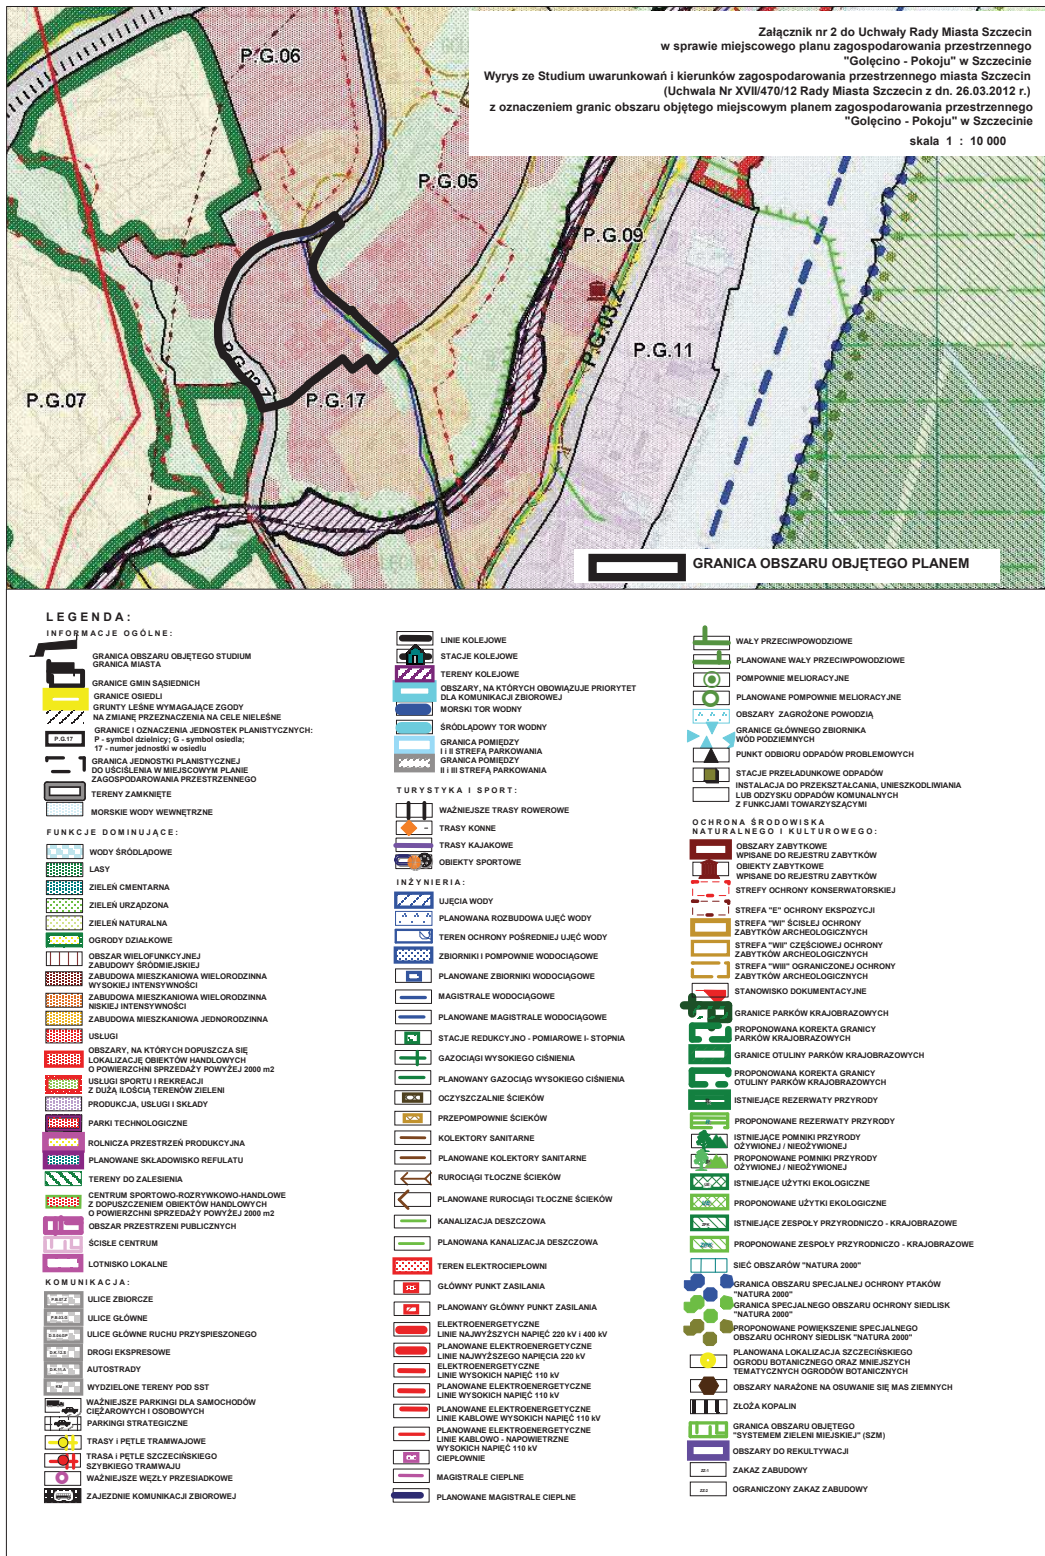 Załącznik nr 2 do Uchwały Rady Miasta Szczecin
w sprawie miejscowego planu zagospodarowania przestrzennego
"Golęcino - Pokoju" w Szczecinie
Wyrys ze Studium uwarunkowań i kierunków zagospodarowania przestrzennego miasta Szczecin
(Uchwała Nr XVII/470/12 Rady Miasta Szczecin z dn. 26.03.2012 r.)
z oznaczeniem granic obszaru objętego miejscowym planem zagospodarowania przestrzennego
"Golęcino - Pokoju" w Szczecinie
skala 1 : 10 000
P.G.06
P.G.05
P.G.09
P.G.03.Z
P.G.11
P.G.07
P.G.02.Z
P.G.17
GRANICA OBSZARU OBJĘTEGO PLANEM
LEGENDA:
INFORMACJE OGÓLNE:
GRANICA OBSZARU OBJĘTEGO STUDIUM
GRANICA MIASTA
GRANICE GMIN SĄSIEDNICH
GRANICE OSIEDLI
GRUNTY LEŚNE WYMAGAJĄCE ZGODY
NA ZMIANĘ PRZEZNACZENIA NA CELE NIELEŚNE
P.G.17
GRANICE I OZNACZENIA JEDNOSTEK PLANISTYCZNYCH:
P - symbol dzielnicy; G - symbol osiedla;
17 - numer jednostki w osiedlu
GRANICA JEDNOSTKI PLANISTYCZNEJ
DO UŚCIŚLENIA W MIEJSCOWYM PLANIE
ZAGOSPODAROWANIA PRZESTRZENNEGO
TERENY ZAMKNIĘTE
MORSKIE WODY WEWNĘTRZNE
FUNKCJE DOMINUJĄCE:
WODY ŚRÓDLĄDOWE
LASY
ZIELEŃ CMENTARNA
ZIELEŃ URZĄDZONA
ZIELEŃ NATURALNA
OGRODY DZIAŁKOWE
OBSZAR WIELOFUNKCYJNEJ
ZABUDOWY ŚRÓDMIEJSKIEJ
ZABUDOWA MIESZKANIOWA WIELORODZINNA
WYSOKIEJ INTENSYWNOŚCI
ZABUDOWA MIESZKANIOWA WIELORODZINNA
NISKIEJ INTENSYWNOŚCI
ZABUDOWA MIESZKANIOWA JEDNORODZINNA
USŁUGI
OBSZARY, NA KTÓRYCH DOPUSZCZA SIĘ
LOKALIZACJĘ OBIEKTÓW HANDLOWYCH
O POWIERZCHNI SPRZEDAŻY POWYŻEJ 2000 m2
USŁUGI SPORTU I REKREACJI
Z DUŻĄ ILOŚCIĄ TERENÓW ZIELENI
PRODUKCJA, USŁUGI I SKŁADY
PARKI TECHNOLOGICZNE
ROLNICZA PRZESTRZEŃ PRODUKCYJNA
PLANOWANE SKŁADOWISKO REFULATU
TERENY DO ZALESIENIA
CENTRUM SPORTOWO-ROZRYWKOWO-HANDLOWE
Z DOPUSZCZENIEM OBIEKTÓW HANDLOWYCH
O POWIERZCHNI SPRZEDAŻY POWYŻEJ 2000 m2
OBSZAR PRZESTRZENI PUBLICZNYCH
ŚCISŁE CENTRUM
LOTNISKO LOKALNE
KOMUNIKACJA:
ULICE ZBIORCZE
ULICE GŁÓWNE
ULICE GŁÓWNE RUCHU PRZYSPIESZONEGO
DROGI EKSPRESOWE
AUTOSTRADY
WYDZIELONE TERENY POD SST
WAŻNIEJSZE PARKINGI DLA SAMOCHODÓW
CIĘŻAROWYCH I OSOBOWYCH
PARKINGI STRATEGICZNE
TRASY i PĘTLE TRAMWAJOWE
TRASA i PĘTLE SZCZECIŃSKIEGO
SZYBKIEGO TRAMWAJU
WAŻNIEJSZE WĘZŁY PRZESIADKOWE
ZAJEZDNIE KOMUNIKACJI ZBIOROWEJ
LINIE KOLEJOWE
STACJE KOLEJOWE
TERENY KOLEJOWE
OBSZARY, NA KTÓRYCH OBOWIĄZUJE PRIORYTET
DLA KOMUNIKACJI ZBIOROWEJ
MORSKI TOR WODNY
ŚRÓDLĄDOWY TOR WODNY
GRANICA POMIĘDZY
I i II STREFĄ PARKOWANIA
GRANICA POMIĘDZY
II i III STREFĄ PARKOWANIA
TURYSTYKA I SPORT:
WAŻNIEJSZE TRASY ROWEROWE
TRASY KONNE
TRASY KAJAKOWE
OBIEKTY SPORTOWE
INŻYNIERIA:
UJĘCIA WODY
PLANOWANA ROZBUDOWA UJĘĆ WODY
TEREN OCHRONY POŚREDNIEJ UJĘĆ WODY
ZBIORNIKI I POMPOWNIE WODOCIĄGOWE
PLANOWANE ZBIORNIKI WODOCIĄGOWE
MAGISTRALE WODOCIĄGOWE
PLANOWANE MAGISTRALE WODOCIĄGOWE
STACJE REDUKCYJNO - POMIAROWE I- STOPNIA
GAZOCIĄGI WYSOKIEGO CIŚNIENIA
PLANOWANY GAZOCIĄG WYSOKIEGO CIŚNIENIA
OCZYSZCZALNIE ŚCIEKÓW
PRZEPOMPOWNIE ŚCIEKÓW
KOLEKTORY SANITARNE
PLANOWANE KOLEKTORY SANITARNE
RUROCIĄGI TŁOCZNE ŚCIEKÓW
PLANOWANE RUROCIĄGI TŁOCZNE ŚCIEKÓW
KANALIZACJA DESZCZOWA
PLANOWANA KANALIZACJA DESZCZOWA
TEREN ELEKTROCIEPŁOWNI
GŁÓWNY PUNKT ZASILANIA
PLANOWANY GŁÓWNY PUNKT ZASILANIA
ELEKTROENERGETYCZNE
LINIE NAJWYŻSZYCH NAPIĘĆ 220 kV i 400 kV
PLANOWANE ELEKTROENERGETYCZNE
LINIE NAJWYŻSZEGO NAPIĘCIA 220 kV
ELEKTROENERGETYCZNE
LINIE WYSOKICH NAPIĘĆ 110 kV
PLANOWANE ELEKTROENERGETYCZNE
LINIE WYSOKICH NAPIĘĆ 110 kV
PLANOWANE ELEKTROENERGETYCZNE
LINIE KABLOWE WYSOKICH NAPIĘĆ 110 kV
PLANOWANE ELEKTROENERGETYCZNE
LINIE KABLOWO - NAPOWIETRZNE
WYSOKICH NAPIĘĆ 110 kV
CIEPŁOWNIE
MAGISTRALE CIEPLNE
PLANOWANE MAGISTRALE CIEPLNE
WAŁY PRZECIWPOWODZIOWE
PLANOWANE WAŁY PRZECIWPOWODZIOWE
POMPOWNIE MELIORACYJNE
PLANOWANE POMPOWNIE MELIORACYJNE
OBSZARY ZAGROŻONE POWODZIĄ
GRANICE GŁÓWNEGO ZBIORNIKA
WÓD PODZIEMNYCH
PUNKT ODBIORU ODPADÓW PROBLEMOWYCH
STACJE PRZEŁADUNKOWE ODPADÓW
INSTALACJA DO PRZEKSZTAŁCANIA, UNIESZKODLIWIANIA
LUB ODZYSKU ODPADÓW KOMUNALNYCH
Z FUNKCJAMI TOWARZYSZĄCYMI
OCHRONA ŚRODOWISKA
NATURALNEGO I KULTUROWEGO:
OBSZARY ZABYTKOWE
WPISANE DO REJESTRU ZABYTKÓW
OBIEKTY ZABYTKOWE
WPISANE DO REJESTRU ZABYTKÓW
STREFY OCHRONY KONSERWATORSKIEJ
STREFA "E" OCHRONY EKSPOZYCJI
STREFA "WI" ŚCISŁEJ OCHRONY
ZABYTKÓW ARCHEOLOGICZNYCH
STREFA "WII" CZĘŚCIOWEJ OCHRONY
ZABYTKÓW ARCHEOLOGICZNYCH
STREFA "WIII" OGRANICZONEJ OCHRONY
ZABYTKÓW ARCHEOLOGICZNYCH
STANOWISKO DOKUMENTACYJNE
GRANICE PARKÓW KRAJOBRAZOWYCH
PROPONOWANA KOREKTA GRANICY
PARKÓW KRAJOBRAZOWYCH
GRANICE OTULINY PARKÓW KRAJOBRAZOWYCH
PROPONOWANA KOREKTA GRANICY
OTULINY PARKÓW KRAJOBRAZOWYCH
ISTNIEJĄCE REZERWATY PRZYRODY
PROPONOWANE REZERWATY PRZYRODY
ISTNIEJĄCE POMNIKI PRZYRODY
OŻYWIONEJ / NIEOŻYWIONEJ
PROPONOWANE POMNIKI PRZYRODY
OŻYWIONEJ / NIEOŻYWIONEJ
ISTNIEJĄCE UŻYTKI EKOLOGICZNE
PROPONOWANE UŻYTKI EKOLOGICZNE
ISTNIEJĄCE ZESPOŁY PRZYRODNICZO - KRAJOBRAZOWE
PROPONOWANE ZESPOŁY PRZYRODNICZO - KRAJOBRAZOWE
SIEĆ OBSZARÓW "NATURA 2000"
GRANICA OBSZARU SPECJALNEJ OCHRONY PTAKÓW
"NATURA 2000"
GRANICA SPECJALNEGO OBSZARU OCHRONY SIEDLISK
"NATURA 2000"
PROPONOWANE POWIĘKSZENIE SPECJALNEGO
OBSZARU OCHRONY SIEDLISK "NATURA 2000"
PLANOWANA LOKALIZACJA SZCZECIŃSKIEGO
OGRODU BOTANICZNEGO ORAZ MNIEJSZYCH
TEMATYCZNYCH OGRODÓW BOTANICZNYCH
OBSZARY NARAŻONE NA OSUWANIE SIĘ MAS ZIEMNYCH
ZŁOŻA KOPALIN
GRANICA OBSZARU OBJĘTEGO
"SYSTEMEM ZIELENI MIEJSKIEJ" (SZM)
OBSZARY DO REKULTYWACJI
ZAKAZ ZABUDOWY
OGRANICZONY ZAKAZ ZABUDOWY